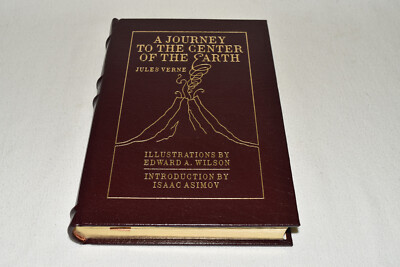 A JOURNEY
TO THE CENTER
OF THE EARTH
JULES VERNE
ILLUSTRATIONS BY
EDWARD A. WILSON
INTRODUCTION BY
ISAAC ASIMOV